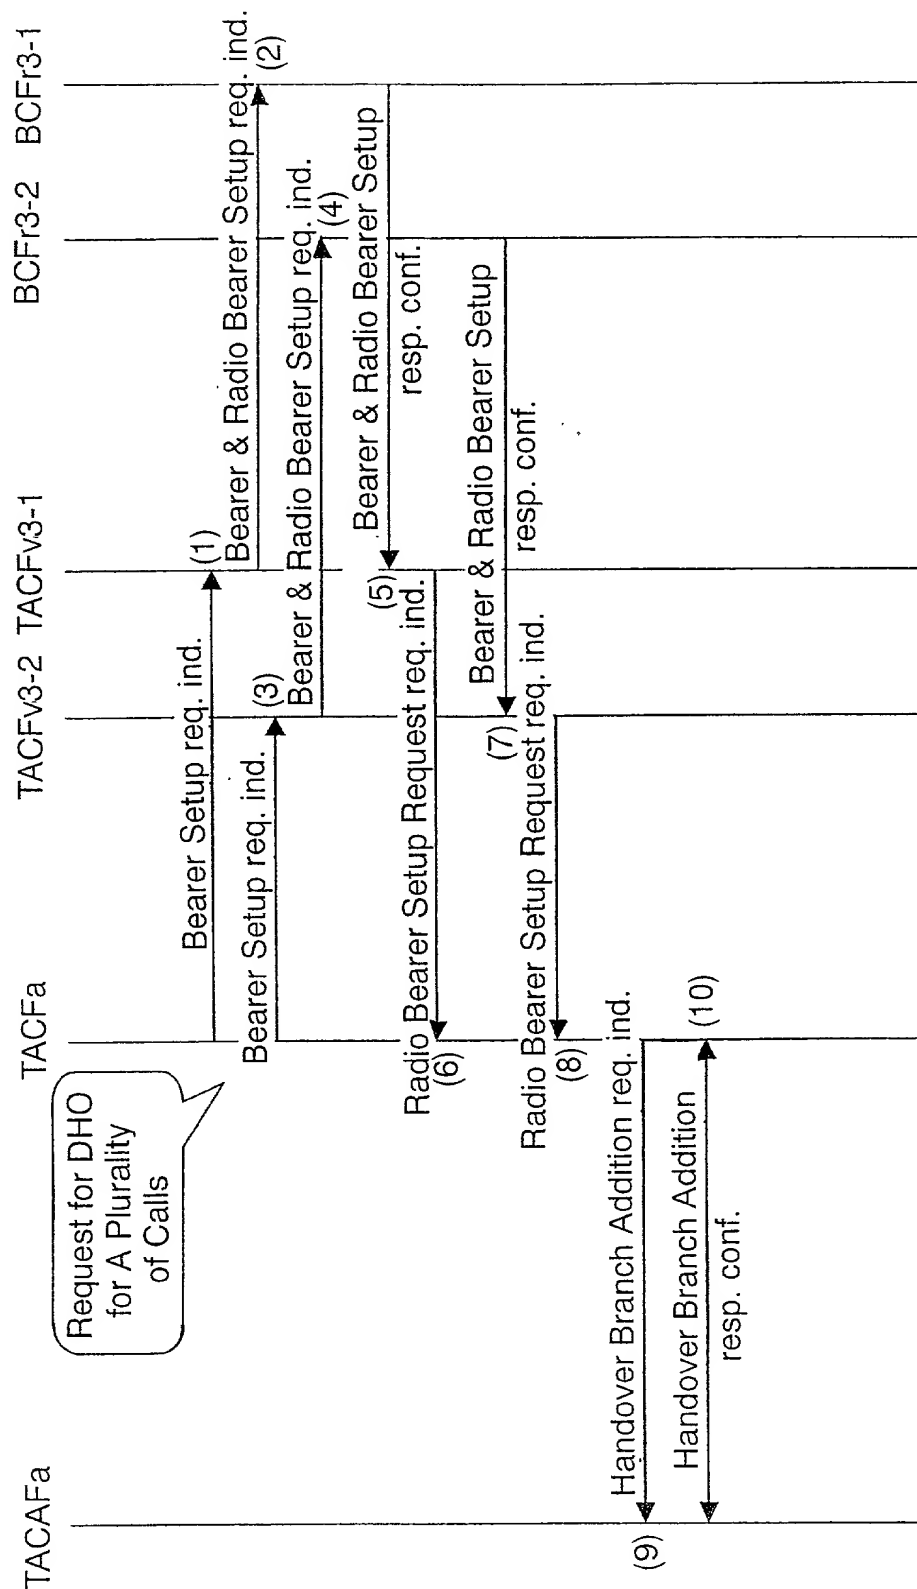 TACAFa
TACFa
TACFv3-2
TACFv3-1
BCFr3-2
BCFr3-1
Request for DHO
for A Plurality
of Calls
Bearer Setup req. ind.
(1)
Bearer & Radio Bearer Setup req. ind.
(2)
Bearer Setup req. ind.
(3)
Bearer & Radio Bearer Setup req. ind.
(4)
Bearer & Radio Bearer Setup
resp. conf.
(5)
Radio Bearer Setup Request req. ind.
(6)
Bearer & Radio Bearer Setup
resp. conf.
(7)
Radio Bearer Setup Request req. ind.
(8)
Handover Branch Addition req. ind.
(9)
Handover Branch Addition
resp. conf.
(10)